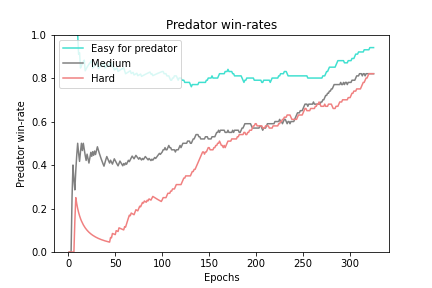 Predator win-rates
Easy for predator
Medium
Hard
Predator win-rate
1.0
0.8
0.6
0.4
0.2
0.0
0 50 100 150 200 250 300
Epochs